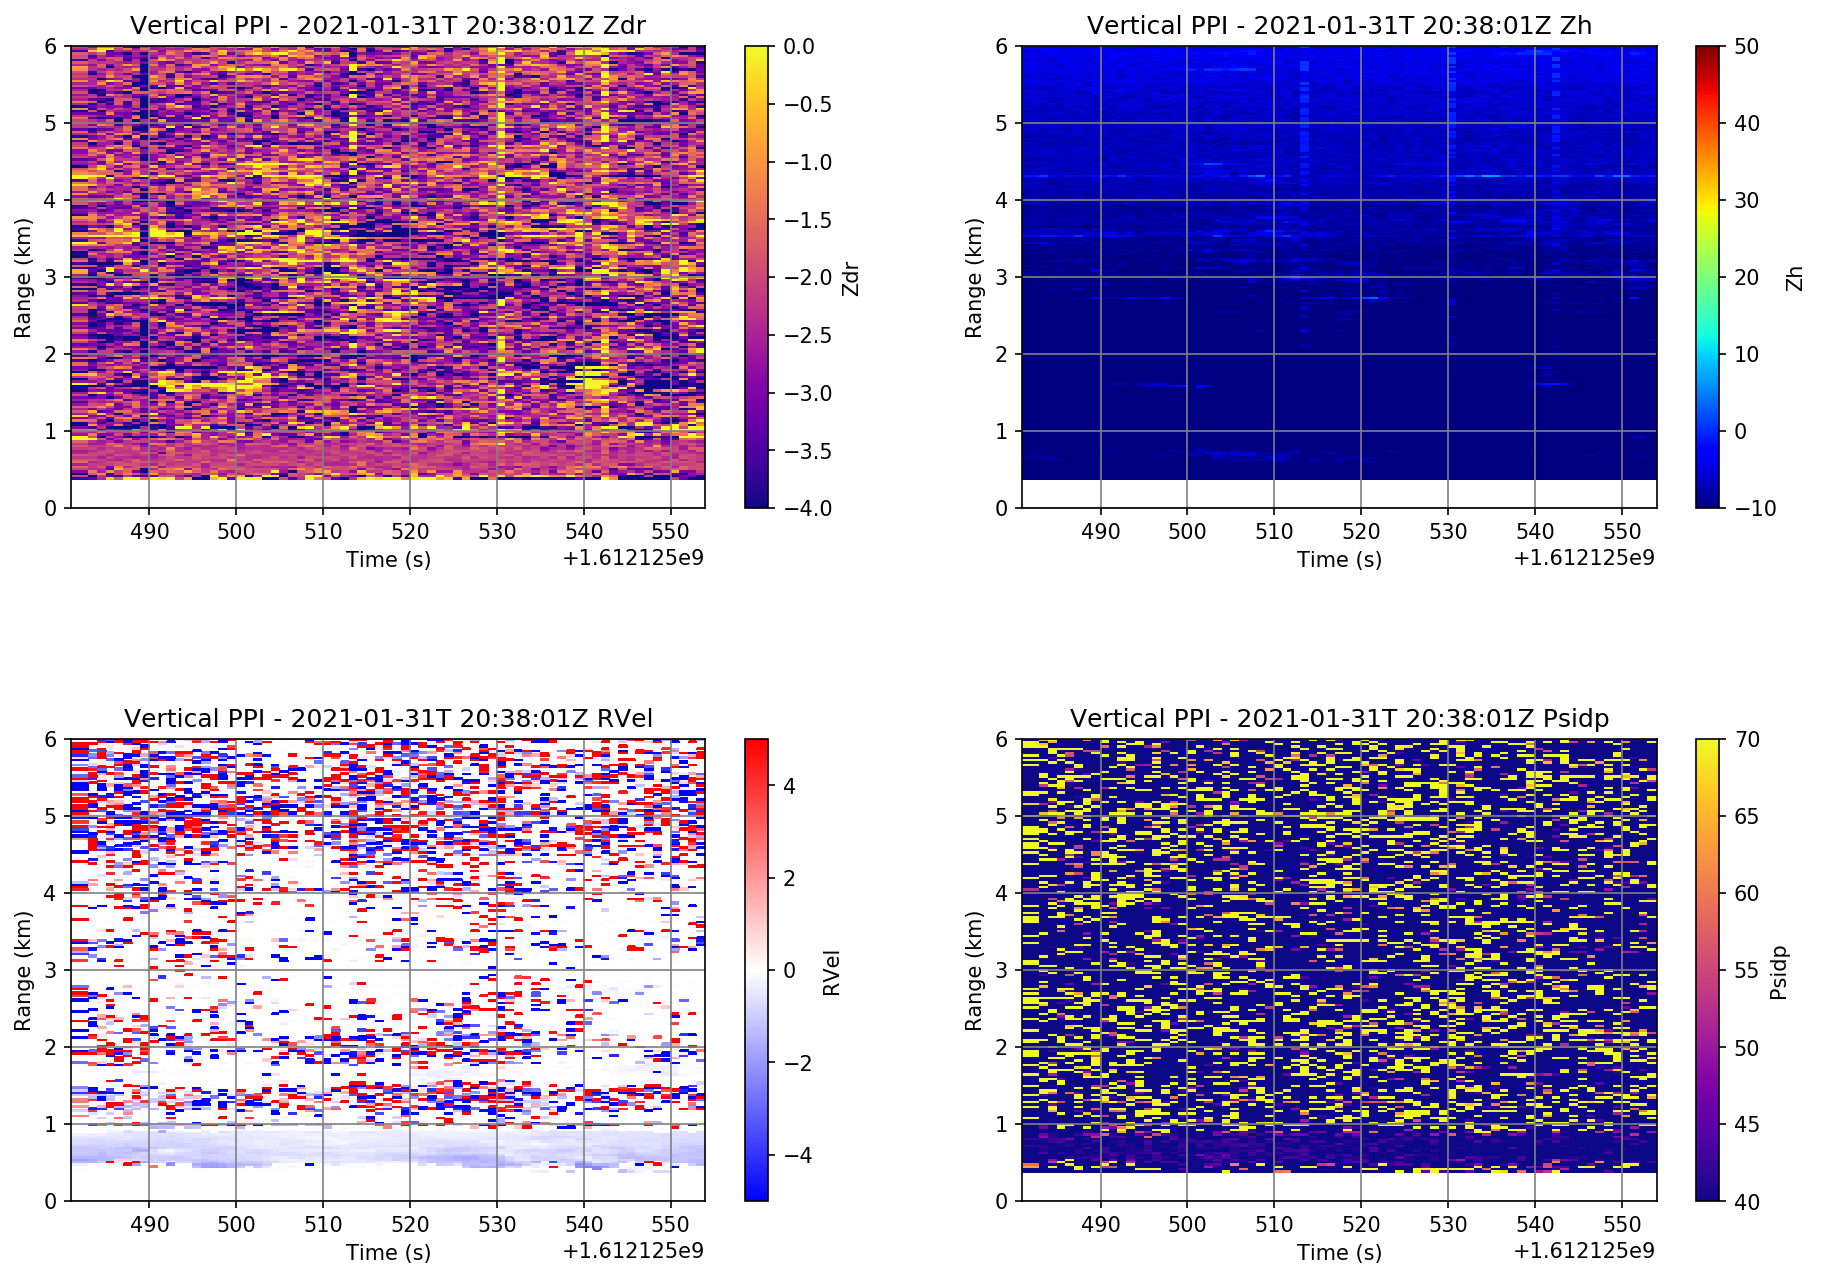 Vertical PPI - 2021-01-31T 20:38:01Z Zdr
6
5
4
3
2
1
0
Range (km)
490 500 510 520 530 540 550
Time (s)
+1.612125e9
0.0
−0.5
−1.0
−1.5
−2.0
−2.5
−3.0
−3.5
−4.0
Zdr
Vertical PPI - 2021-01-31T 20:38:01Z Zh
6
5
4
3
2
1
0
Range (km)
490 500 510 520 530 540 550
Time (s)
+1.612125e9
50
40
30
20
10
0
−10
Zh
Vertical PPI - 2021-01-31T 20:38:01Z RVel
6
5
4
3
2
1
0
Range (km)
490 500 510 520 530 540 550
Time (s)
+1.612125e9
4
2
0
−2
−4
RVel
Vertical PPI - 2021-01-31T 20:38:01Z Psidp
6
5
4
3
2
1
0
Range (km)
490 500 510 520 530 540 550
Time (s)
+1.612125e9
70
65
60
55
50
45
40
Psidp